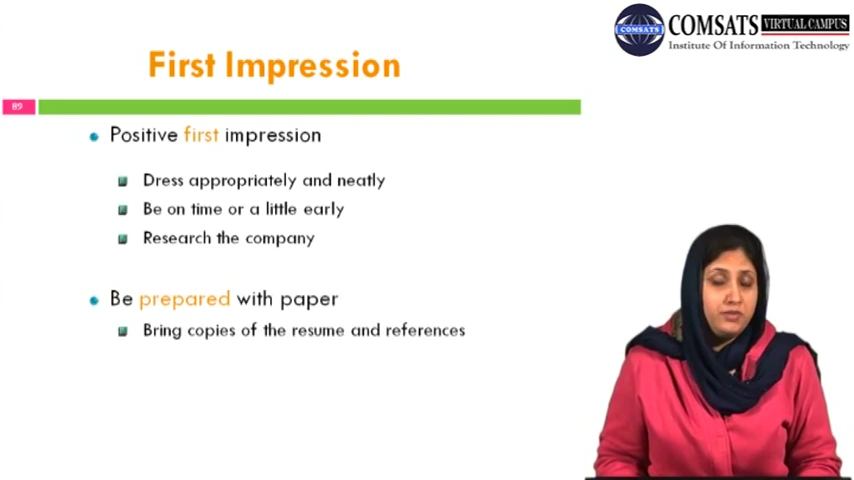 COMSATS VIRTUAL CAMPUS
COMSATS
Institute Of Information Technology
First Impression
89
Positive first impression
Dress appropriately and neatly
Be on time or a little early
Research the company
Be prepared with paper
Bring copies of the resume and references